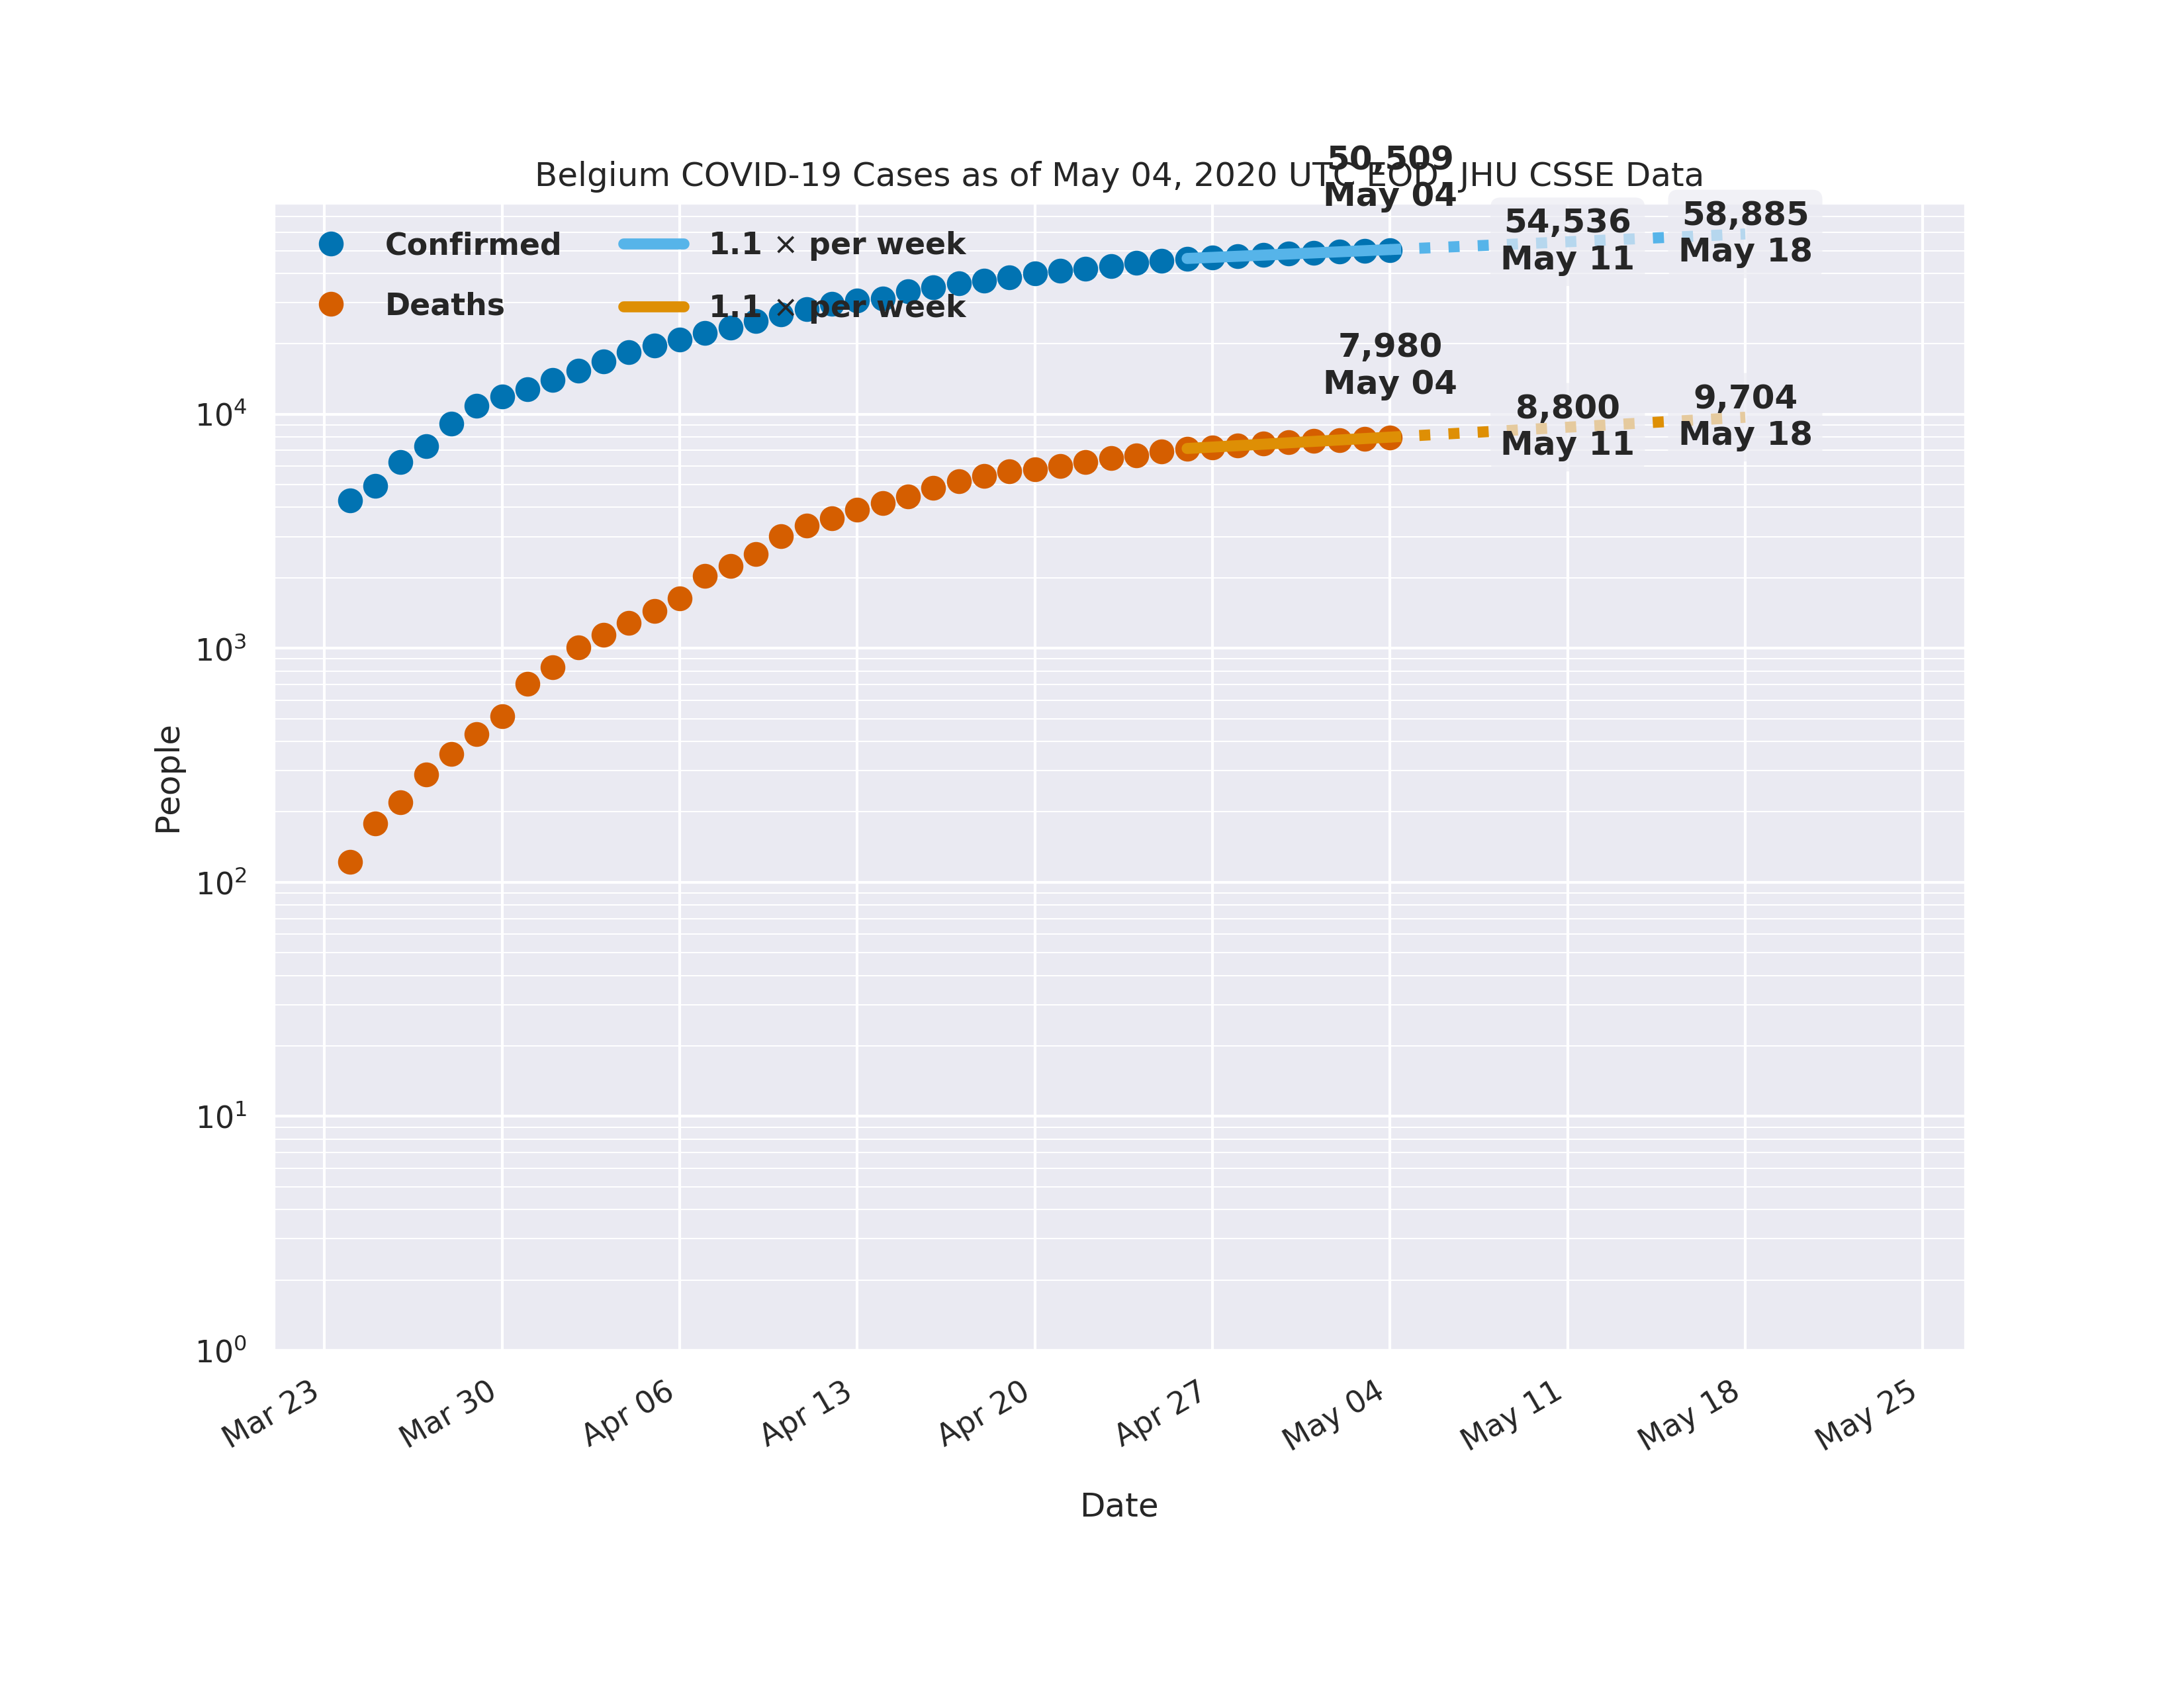 Belgium COVID-19 Cases as of May 04, 2020 UTC EOD, JHU CSSE Data
50,509
May 04
54,536
May 11
58,885
May 18
Confirmed
1.1 × per week
Deaths
1.1 × per week
7,980
May 04
8,800
May 11
9,704
May 18
People
10⁴
10³
10²
10¹
10⁰
Mar 23
Mar 30
Apr 06
Apr 13
Apr 20
Apr 27
May 04
May 11
May 18
May 25
Date